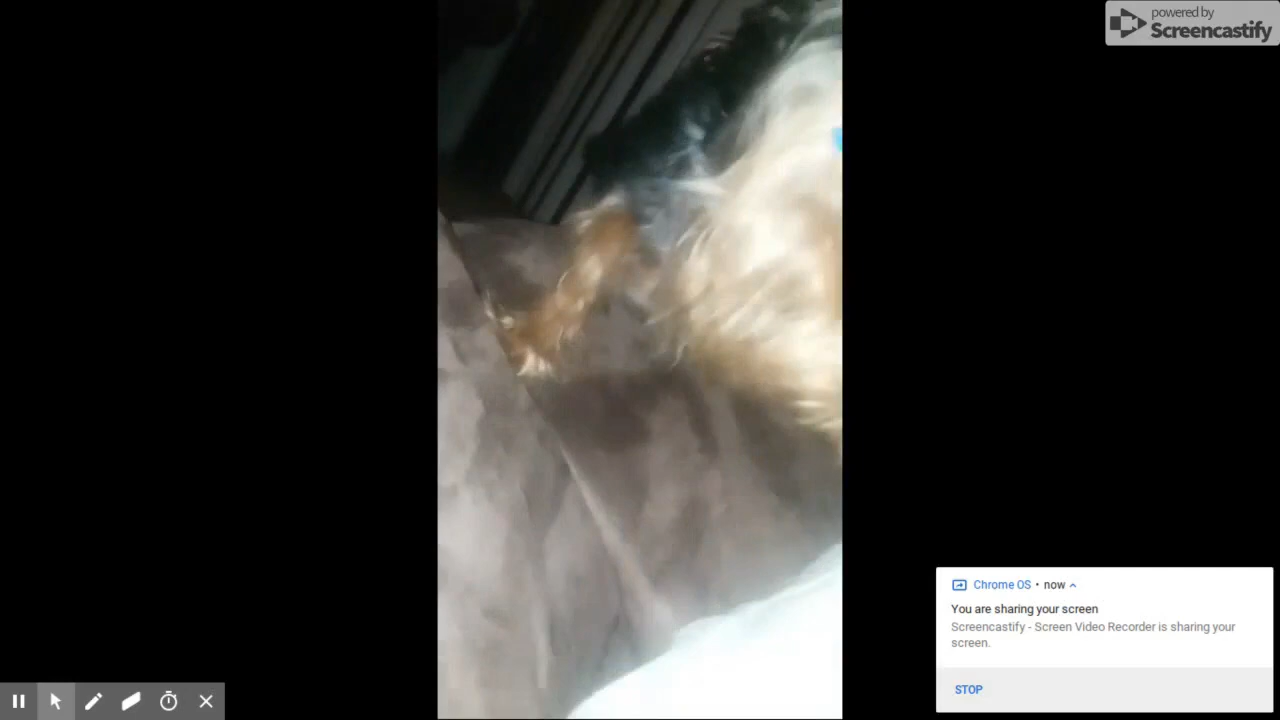 powered by
Screencastify
Chrome OS • now
You are sharing your screen
Screencastify - Screen Video Recorder is sharing your
screen.
STOP